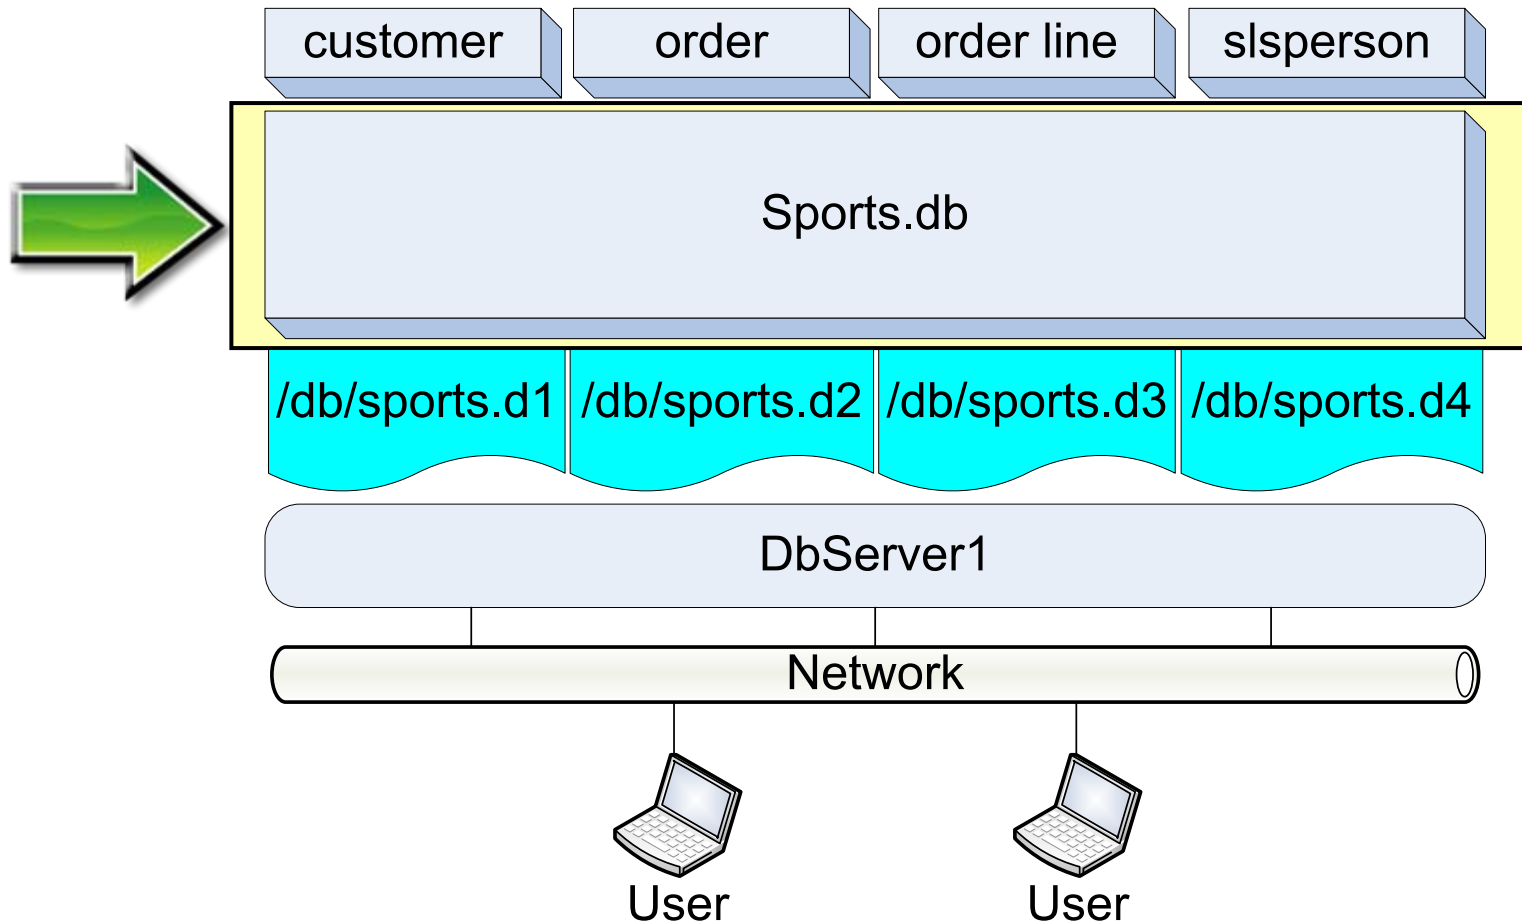 customer order order line slsperson
Sports.db
/db/sports.d1 /db/sports.d2 /db/sports.d3 /db/sports.d4
DbServer1
Network
User User